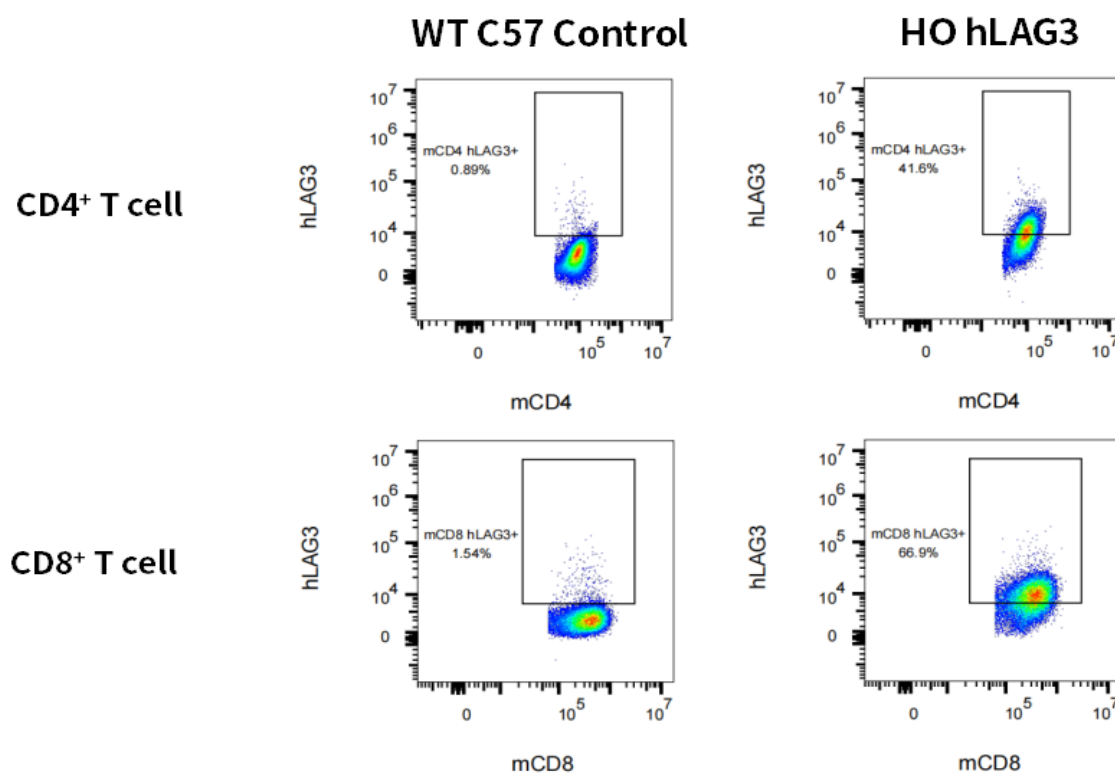 WT C57 Control
HO hLAG3
CD4⁺ T cell
hLAG3
10⁷
10⁶
10⁵
10⁴
0
mCD4 hLAG3+
0.89%
0
10⁵
10⁷
mCD4
hLAG3
10⁷
10⁶
10⁵
10⁴
0
mCD4 hLAG3+
41.6%
0
10⁵
10⁷
mCD4
CD8⁺ T cell
hLAG3
10⁷
10⁶
10⁵
10⁴
0
mCD8 hLAG3+
1.54%
0
10⁵
10⁷
mCD8
hLAG3
10⁷
10⁶
10⁵
10⁴
0
mCD8 hLAG3+
66.9%
0
10⁵
10⁷
mCD8